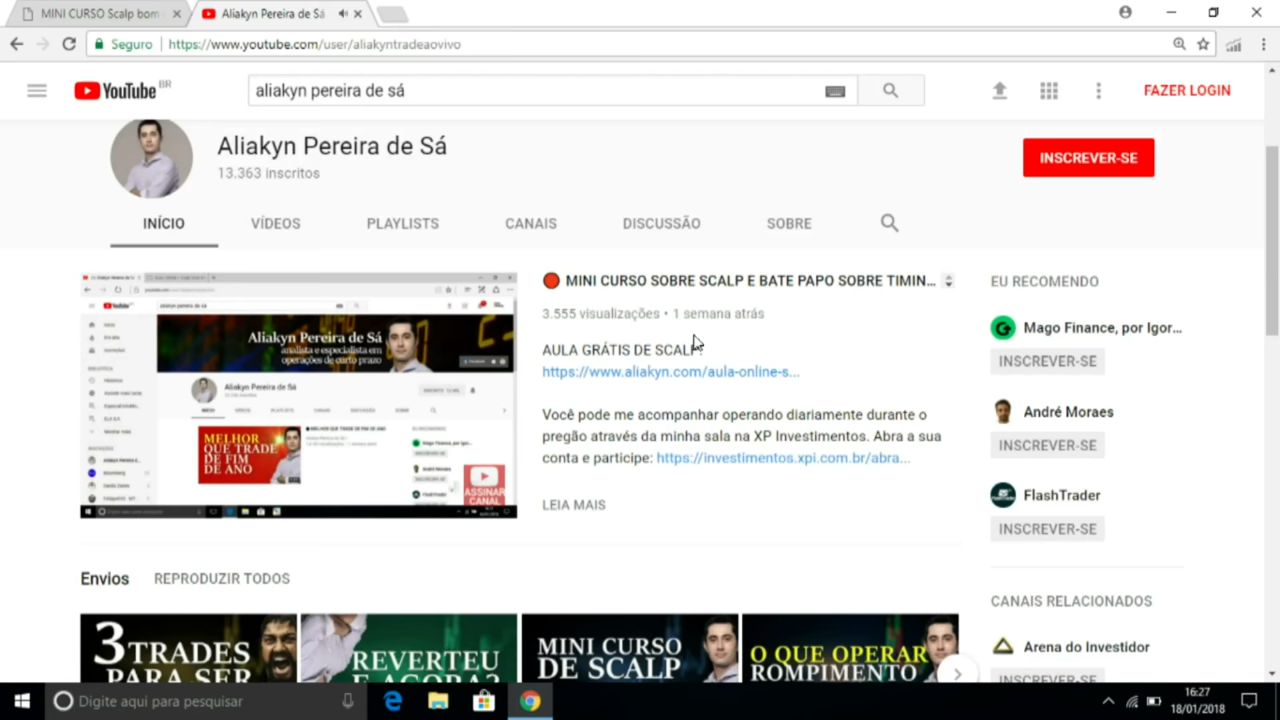 MINI CURSO Scalp bom
Aliakyn Pereira de Sá
Seguro
https://www.youtube.com/user/aliakyntradeaovivo
YouTube BR
aliakyn pereira de sá
FAZER LOGIN
Aliakyn Pereira de Sá
13.363 inscritos
INSCREVER-SE
INÍCIO
VÍDEOS
PLAYLISTS
CANAIS
DISCUSSÃO
SOBRE
Aliakyn Pereira de Sá
analista e especialista em
operações de curto prazo
Aliakyn Pereira de Sá
MELHOR
QUE TRADE
DE FIM
DE ANO
ASSINAR
CANAL
MINI CURSO SOBRE SCALP E BATE PAPO SOBRE TIMIN...
3.555 visualizações • 1 semana atrás
AULA GRÁTIS DE SCALP:
https://www.aliakyn.com/aula-online-s...
Você pode me acompanhar operando diariamente durante o
pregão através da minha sala na XP Investimentos. Abra a sua
conta e participe: https://investimentos.xpi.com.br/abra...
LEIA MAIS
EU RECOMENDO
Mago Finance, por Igor...
INSCREVER-SE
André Moraes
INSCREVER-SE
FlashTrader
INSCREVER-SE
CANAIS RELACIONADOS
Arena do Investidor
INSCREVER-SE
Envios
REPRODUZIR TODOS
3 TRADES
PARA SER
REVERTEU
E AGORA?
MINI CURSO
DE SCALP
O QUE OPERAR
ROMPIMENTO
Digite aqui para pesquisar
16:27
18/01/2018